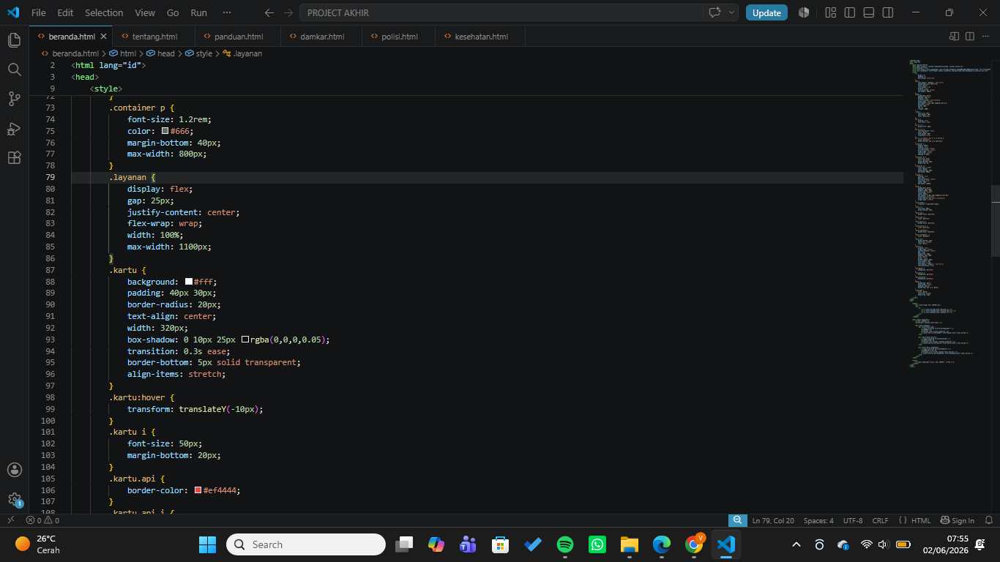 File Edit Selection View Go Run ··· PROJECT AKHIR Update
beranda.html tentang.html panduan.html damkar.html polisi.html kesehatan.html
beranda.html > html > head > style > .layanan
2 <html lang="id">
3 <head>
9 <style>
72 }
73 .container p {
74 font-size: 1.2rem;
75 color: #666;
76 margin-bottom: 40px;
77 max-width: 800px;
78 }
79 .layanan {
80 display: flex;
81 gap: 25px;
82 justify-content: center;
83 flex-wrap: wrap;
84 width: 100%;
85 max-width: 1100px;
86 }
87 .kartu {
88 background: #fff;
89 padding: 40px 30px;
90 border-radius: 20px;
91 text-align: center;
92 width: 320px;
93 box-shadow: 0 10px 25px rgba(0,0,0,0.05);
94 transition: 0.3s ease;
95 border-bottom: 5px solid transparent;
96 align-items: stretch;
97 }
98 .kartu:hover {
99 transform: translateY(-10px);
100 }
101 .kartu i {
102 font-size: 50px;
103 margin-bottom: 20px;
104 }
105 .kartu.api {
106 border-color: #ef4444;
107 }
108 .kartu.api i {
1
0 0 Ln 79, Col 20 Spaces: 4 UTF-8 CRLF {} HTML Sign In
26°C
Cerah
Search
V
07:55
02/06/2026